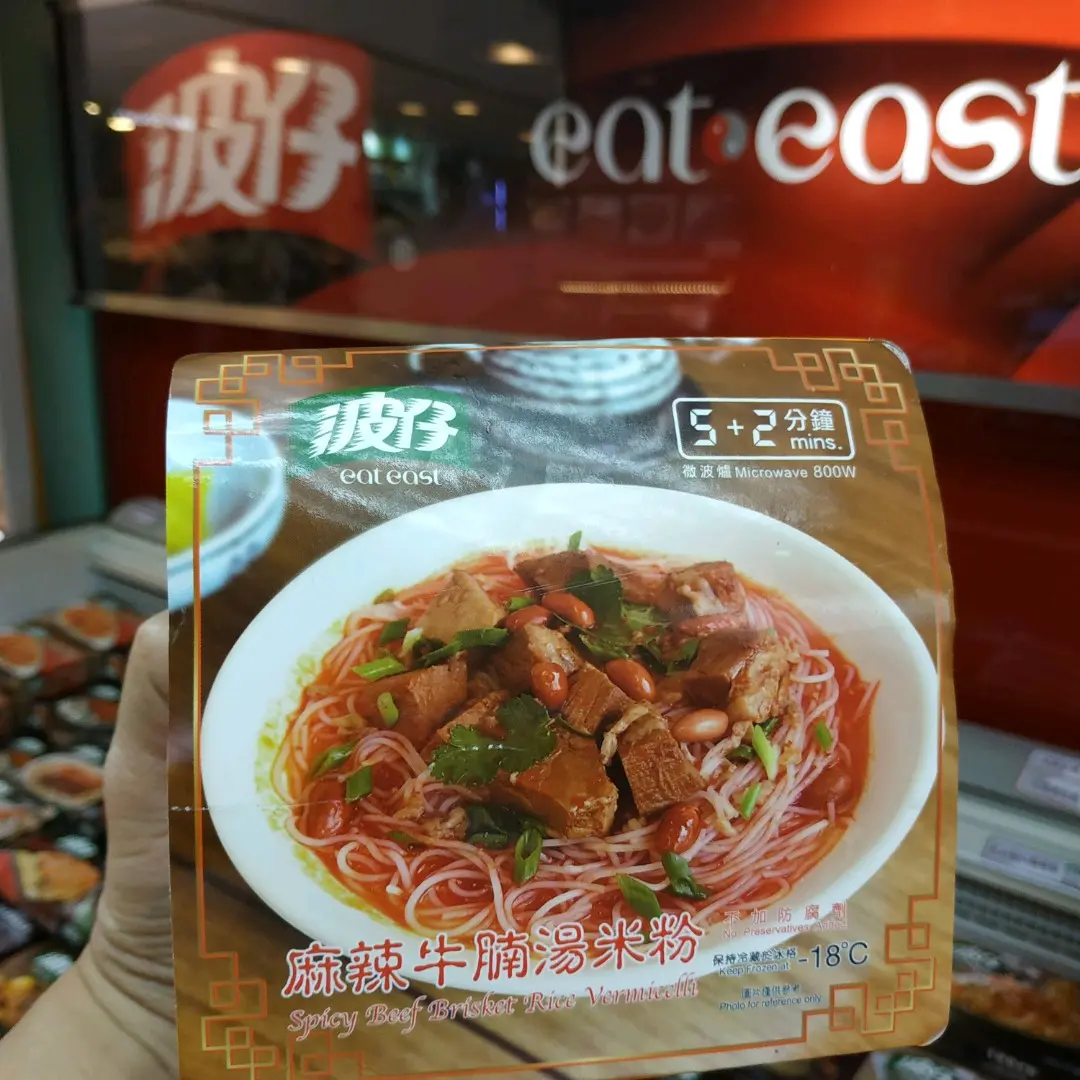 波仔
eat•east
波仔
eat east
5+2 分鐘
mins.
微波爐 Microwave 800W
麻辣牛腩湯米粉
Spicy Beef Brisket Rice Vermicelli
不加防腐劑
No Preservatives Added
保持冷藏於冰格
Keep Frozen at -18°C
圖片僅供參考
Photo for reference only